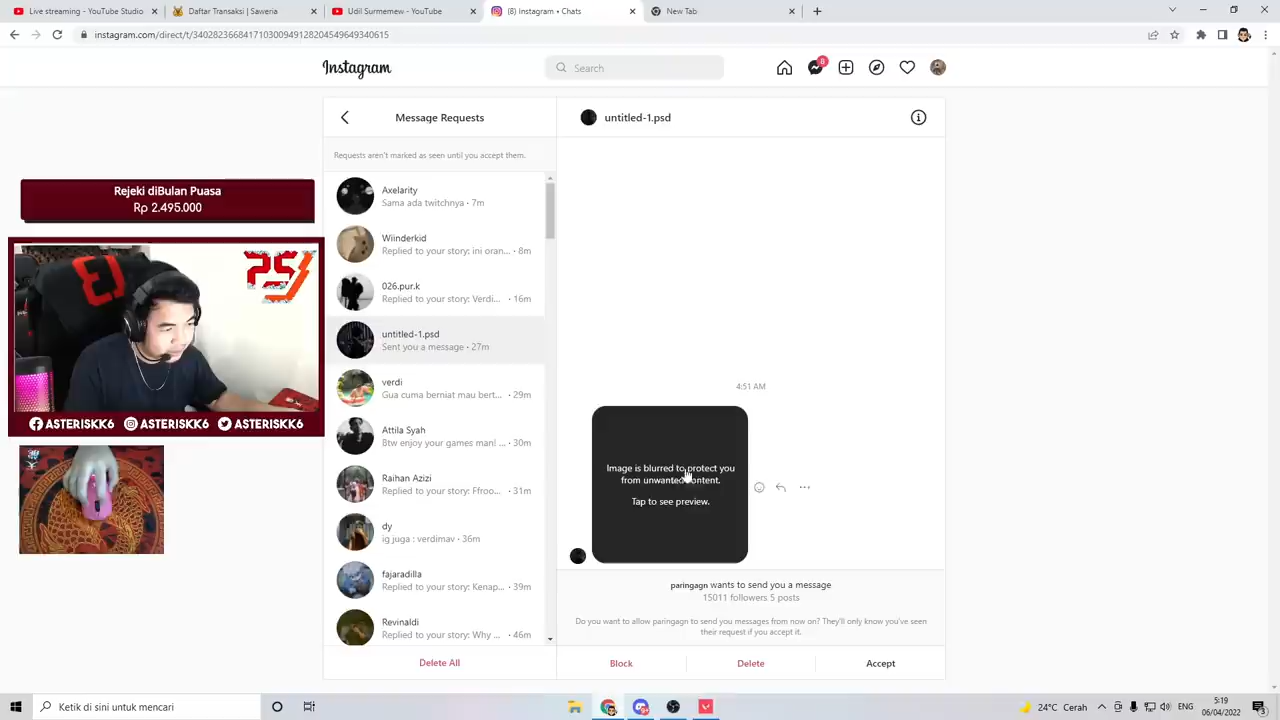 Live streaming - YouTube Studio
Daftar Transaksi | Saweria
Udil Surmemew - YouTube
(8) Instagram • Chats
New Tab
instagram.com/direct/t/340282366841710300949128204549649340615
Instagram
Search
8
Message Requests
untitled-1.psd
Requests aren't marked as seen until you accept them.
Rejeki diBulan Puasa
Rp 2.495.000
Axelarity
Sama ada twitchnya • 7m
Wiinderkid
Replied to your story: ini oran... • 8m
026.pur.k
Replied to your story: Verdi... • 16m
untitled-1.psd
Sent you a message • 27m
verdi
Gua cuma berniat mau bert... • 29m
Attila Syah
Btw enjoy your games man! ... • 30m
Raihan Azizi
Replied to your story: Ffroo... • 31m
dy
ig juga : verdimav • 36m
fajaradilla
Replied to your story: Kenap... • 39m
Revinaldi
Replied to your story: Why ... • 46m
Delete All
ASTERISKK6
ASTERISKK6
ASTERISKK6
4:51 AM
Image is blurred to protect you
from unwanted content.
Tap to see preview.
paringagn wants to send you a message
15011 followers 5 posts
Do you want to allow paringagn to send you messages from now on? They'll only know you've seen
their request if you accept it.
Block
Delete
Accept
Ketik di sini untuk mencari
24°C Cerah
ENG
5:19
06/04/2022
3